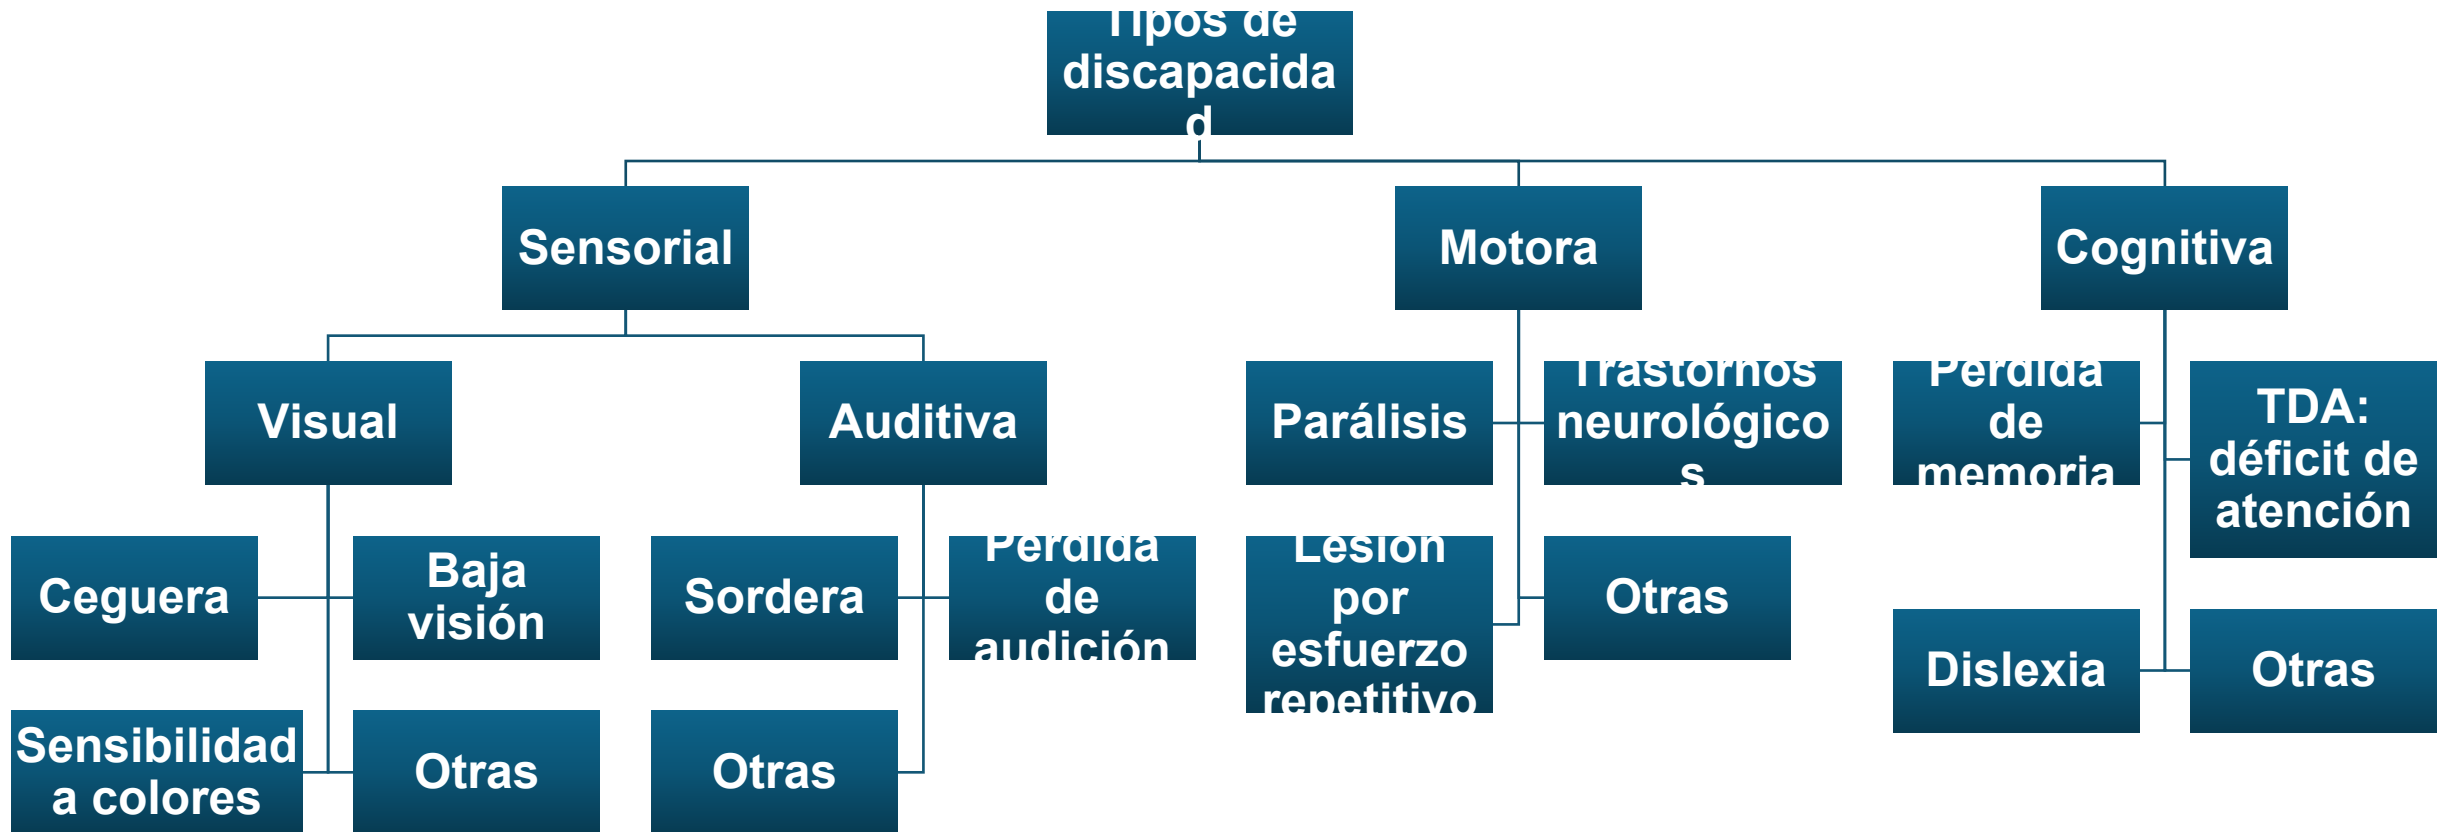 Tipos de
discapacida
d
Sensorial
Motora
Cognitiva
Visual
Auditiva
Parálisis
Trastornos
neurológico
s
Pérdida
de
memoria
TDA:
déficit de
atención
Ceguera
Baja
visión
Sordera
Pérdida
de
audición
Lesión
por
esfuerzo
repetitivo
Otras
Dislexia
Otras
Sensibilidad
a colores
Otras
Otras